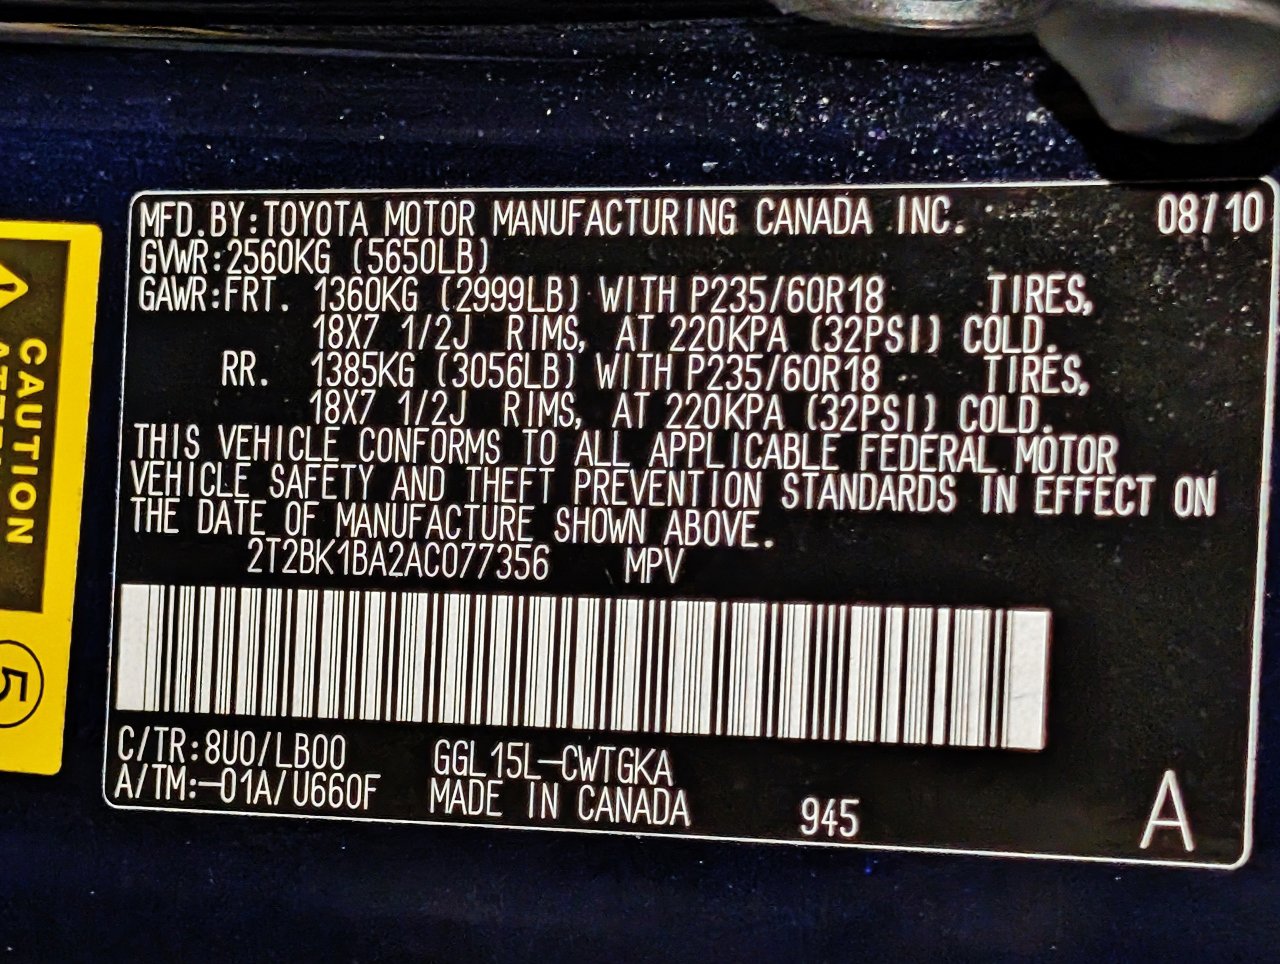 MFD.BY:TOYOTA MOTOR MANUFACTURING CANADA INC. 08/10
GVWR:2560KG (5650LB)
GAWR:FRT. 1360KG (2999LB) WITH P235/60R18 TIRES,
18X7 1/2J RIMS, AT 220KPA (32PSI) COLD.
RR. 1385KG (3056LB) WITH P235/60R18 TIRES,
18X7 1/2J RIMS, AT 220KPA (32PSI) COLD.
THIS VEHICLE CONFORMS TO ALL APPLICABLE FEDERAL MOTOR
VEHICLE SAFETY AND THEFT PREVENTION STANDARDS IN EFFECT ON
THE DATE OF MANUFACTURE SHOWN ABOVE.
2T2BK1BA2AC077356 MPV
C/TR:8U0/LB00 GGL15L-CWTGKA
A/TM:-01A/U660F MADE IN CANADA 945 A
CAUTION
5